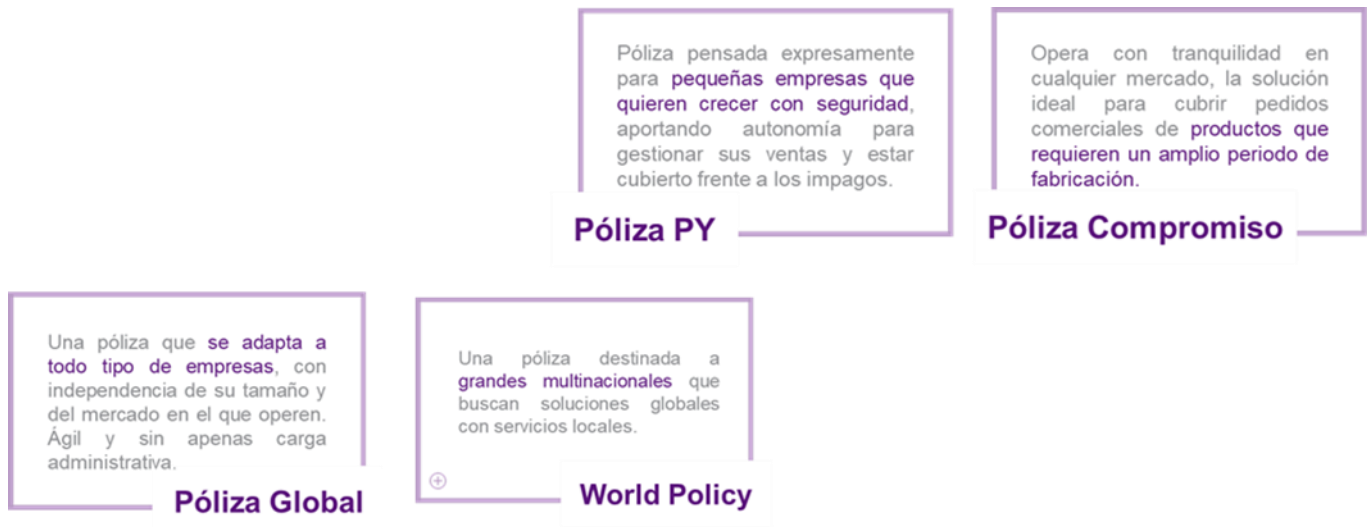 Póliza pensada expresamente
para pequeñas empresas que
quieren crecer con seguridad,
aportando autonomía para
gestionar sus ventas y estar
cubierto frente a los impagos.
Póliza PY
Opera con tranquilidad en
cualquier mercado, la solución
ideal para cubrir pedidos
comerciales de productos que
requieren un amplio periodo de
fabricación.
Póliza Compromiso
Una póliza que se adapta a
todo tipo de empresas, con
independencia de su tamaño y
del mercado en el que operen.
Ágil y sin apenas carga
administrativa.
Póliza Global
Una póliza destinada a
grandes multinacionales que
buscan soluciones globales
con servicios locales.
World Policy